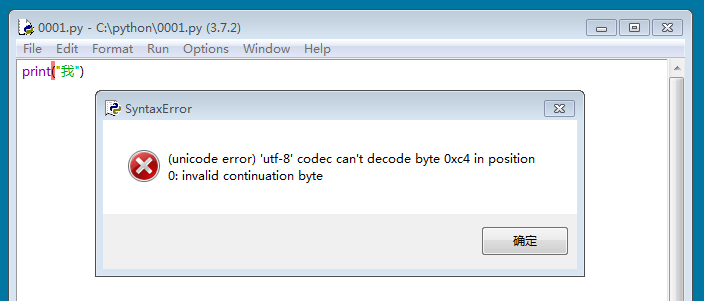 0001.py - C:\python\0001.py (3.7.2)
File Edit Format Run Options Window Help
print("我")
SyntaxError
(unicode error) 'utf-8' codec can't decode byte 0xc4 in position
0: invalid continuation byte
确定